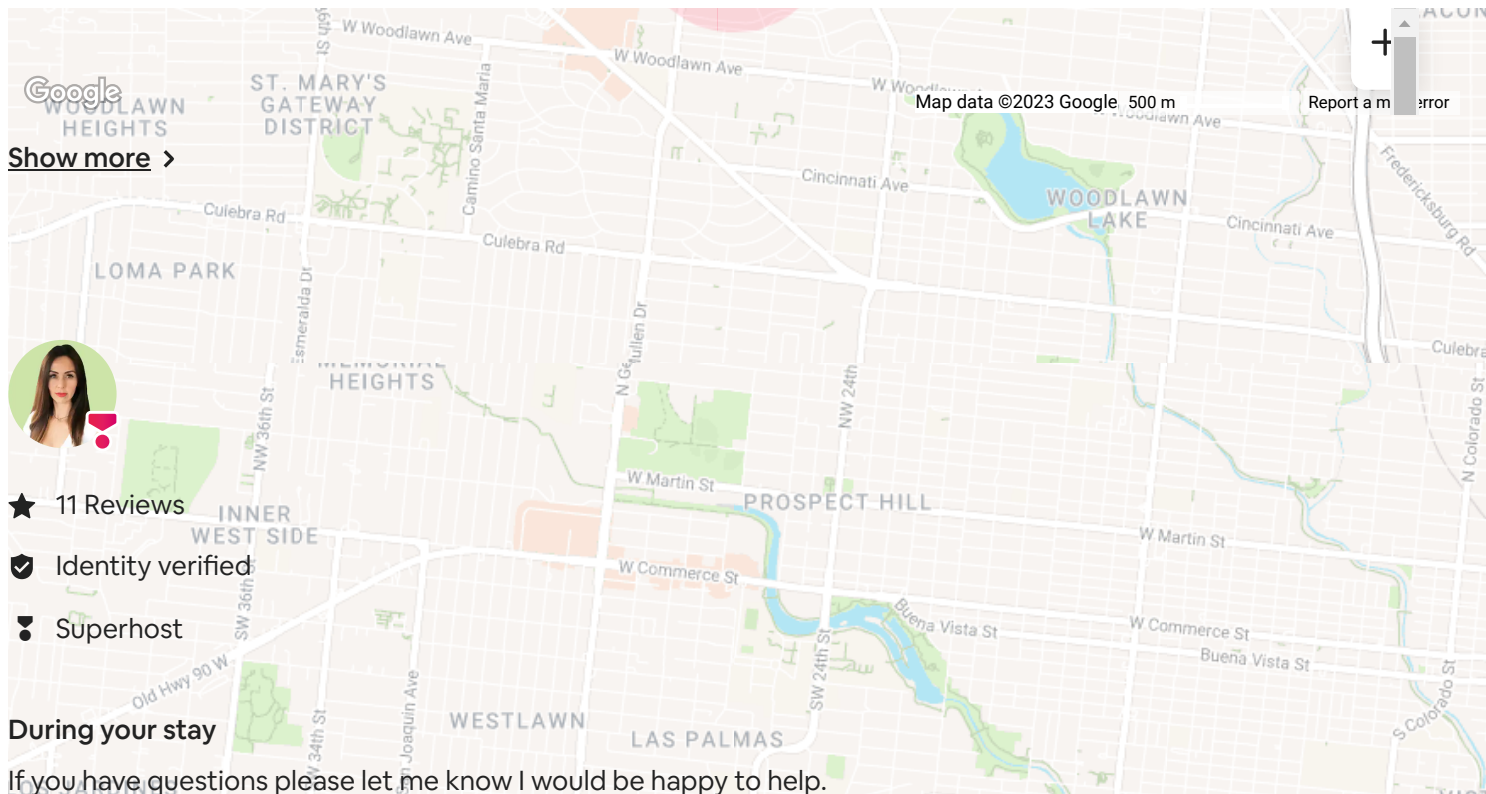 ACON
96th St
W Woodlawn Ave
W Woodlawn Ave
W Woodlawn
Google
WOODLAWN
HEIGHTS
ST. MARY'S
GATEWAY
DISTRICT
Camino Santa Maria
Map data ©2023 Google
500 m
Report a m error
W Woodlawn Ave
Show more
Fredericksburg Rd
Cincinnati Ave
WOODLAWN
LAKE
Cincinnati Ave
Culebra Rd
Culebra Rd
LOMA PARK
Esmeralda Dr
Culebra
MEMORIAL
HEIGHTS
NW 24th
N Colorado St
NW 36th St
W Martin St
PROSPECT HILL
11 Reviews
INNER
WEST SIDE
W Martin St
Identity verified
W Commerce St
SW 36th St
Buena Vista St
W Commerce St
Superhost
Buena Vista St
SW 24th St
Old Hwy 90 W
S Colorado St
During your stay
WESTLAWN
LAS PALMAS
If you have questions please let me know I would be happy to help.